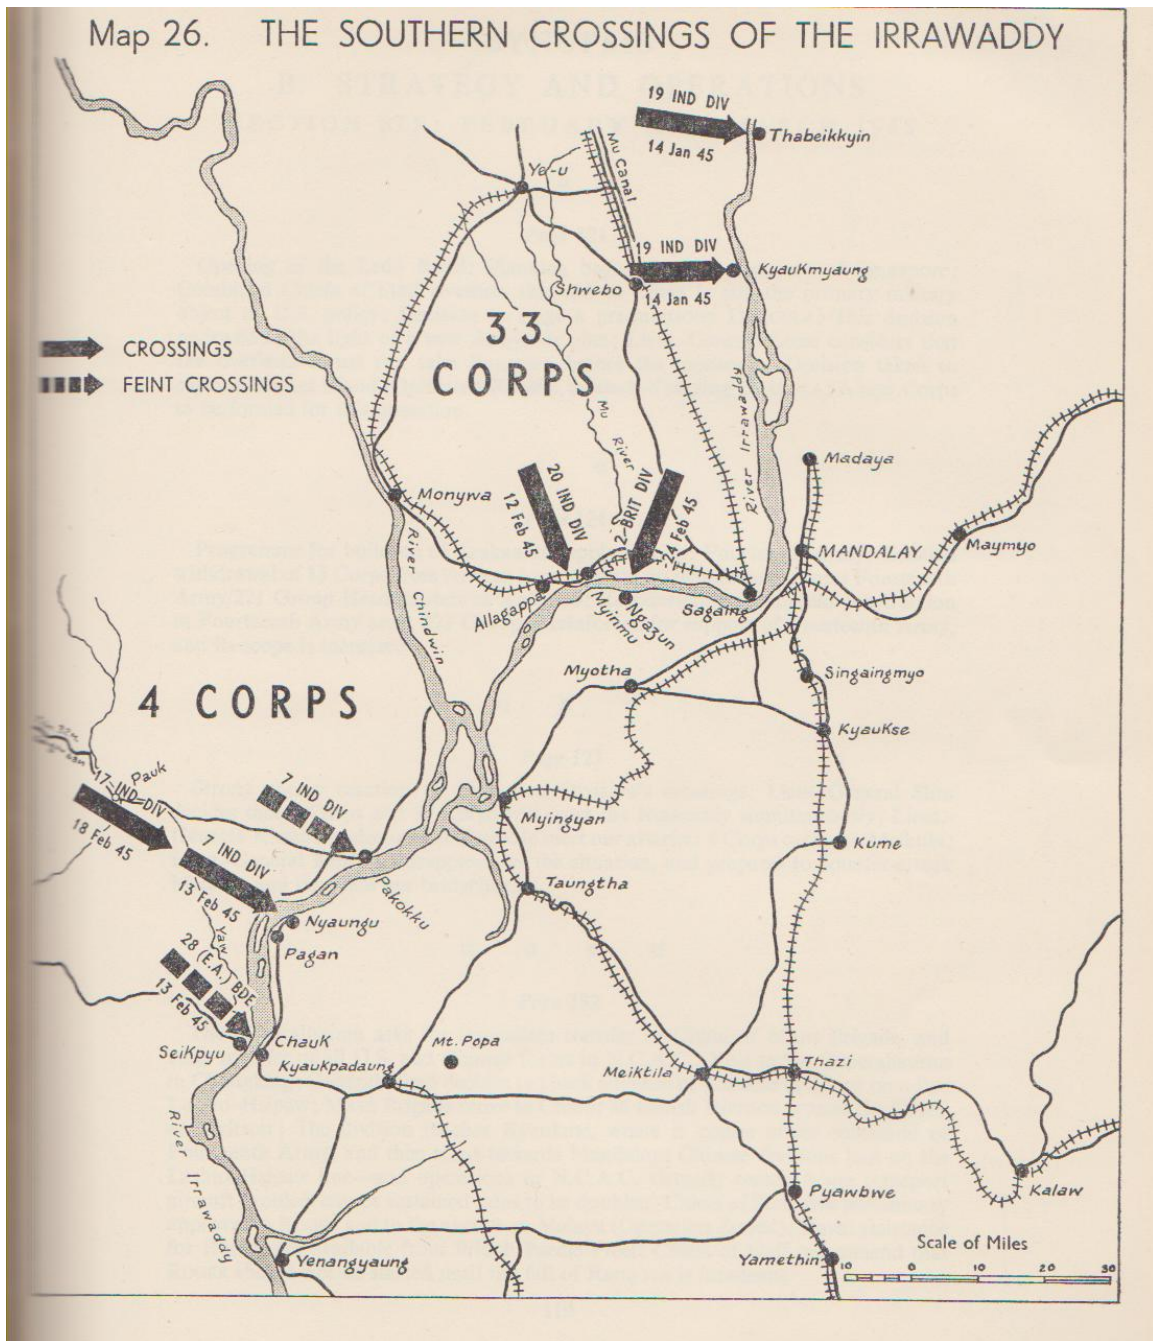 Map 26. THE SOUTHERN CROSSINGS OF THE IRRAWADDY
19 IND DIV
14 Jan 45
Thabeikkyin
Ye-u
Mu Canal
19 IND DIV
14 Jan 45
Kyaukmyaung
Shwebo
33
CORPS
CROSSINGS
FEINT CROSSINGS
Mu River
River Irrawaddy
Madaya
Monywa
20 IND DIV
12 Feb 45
2-BRIT DIV
24 Feb 45
MANDALAY
Maymyo
River Chindwin
Allagappa
Myinmu
Ngazun
Sagaing
Myotha
Singaingmyo
Kyaukse
4 CORPS
Pauk
17 IND DIV
18 Feb 45
7 IND DIV
7 IND DIV
13 Feb 45
Myingyan
Kume
Pakokku
Taungtha
Nyaungu
Pagan
Yaw
28 (E.A.) BDE
13 Feb 45
Seikpyu
Chauk
Kyaukpadaung
Mt. Popa
Meiktila
Thazi
Kalaw
Pyawbwe
River Irrawaddy
Yenangyaung
Yamethin
Scale of Miles
10 0 10 20 30